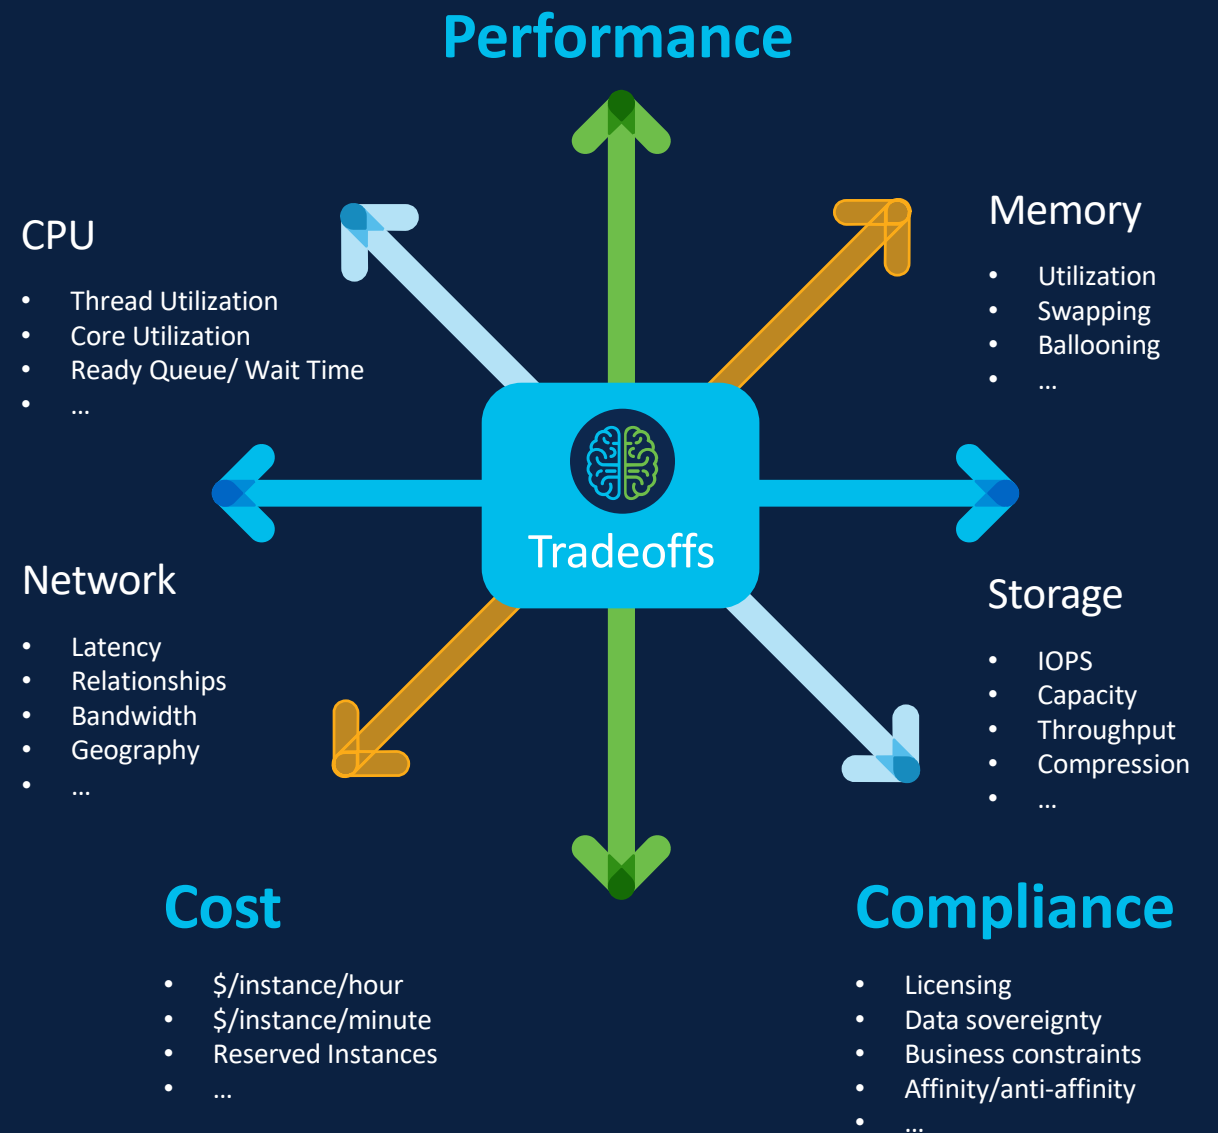 Performance
CPU
• Thread Utilization
• Core Utilization
• Ready Queue/ Wait Time
• ...
Memory
• Utilization
• Swapping
• Ballooning
• ...
Tradeoffs
Network
• Latency
• Relationships
• Bandwidth
• Geography
• ...
Storage
• IOPS
• Capacity
• Throughput
• Compression
• ...
Cost
• $/instance/hour
• $/instance/minute
• Reserved Instances
• ...
Compliance
• Licensing
• Data sovereignty
• Business constraints
• Affinity/anti-affinity
• ...